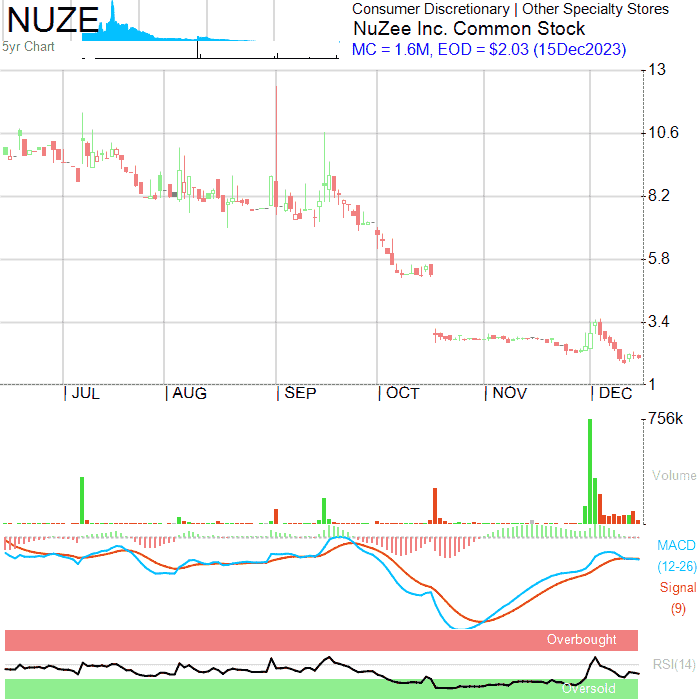 NUZE
5yr Chart
Consumer Discretionary | Other Specialty Stores
NuZee Inc. Common Stock
MC = 1.6M, EOD = $2.03 (15Dec2023)
13
10.6
8.2
5.8
3.4
1
JUL AUG SEP OCT NOV DEC
756k
Volume
MACD
(12-26)
Signal
(9)
Overbought
RSI(14)
Oversold